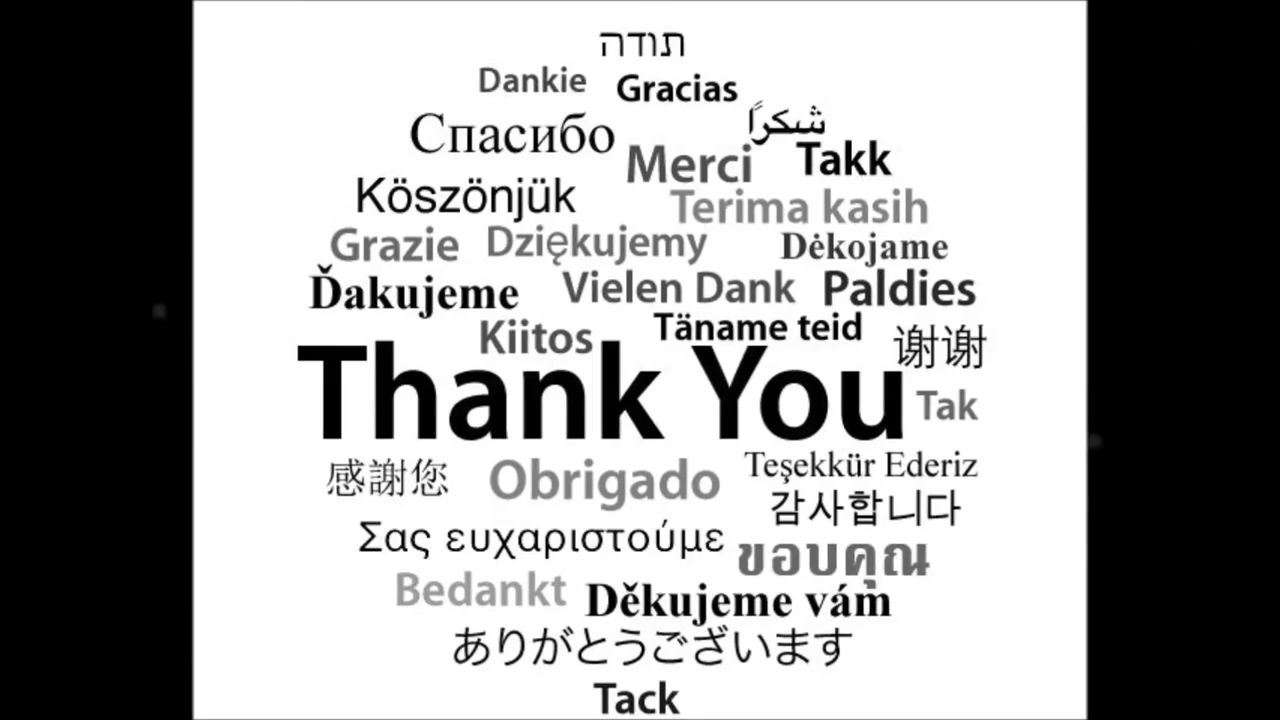 תודה
Dankie Gracias
Спасибо شكراً
Merci Takk
Köszönjük Terima kasih
Grazie Dziękujemy Dėkojame
Ďakujeme Vielen Dank Paldies
Kiitos Täname teid 谢谢
Thank You Tak
感謝您 Obrigado Teşekkür Ederiz
감사합니다
Σας ευχαριστούμε ขอบคุณ
Bedankt Děkujeme vám
ありがとうございます
Tack